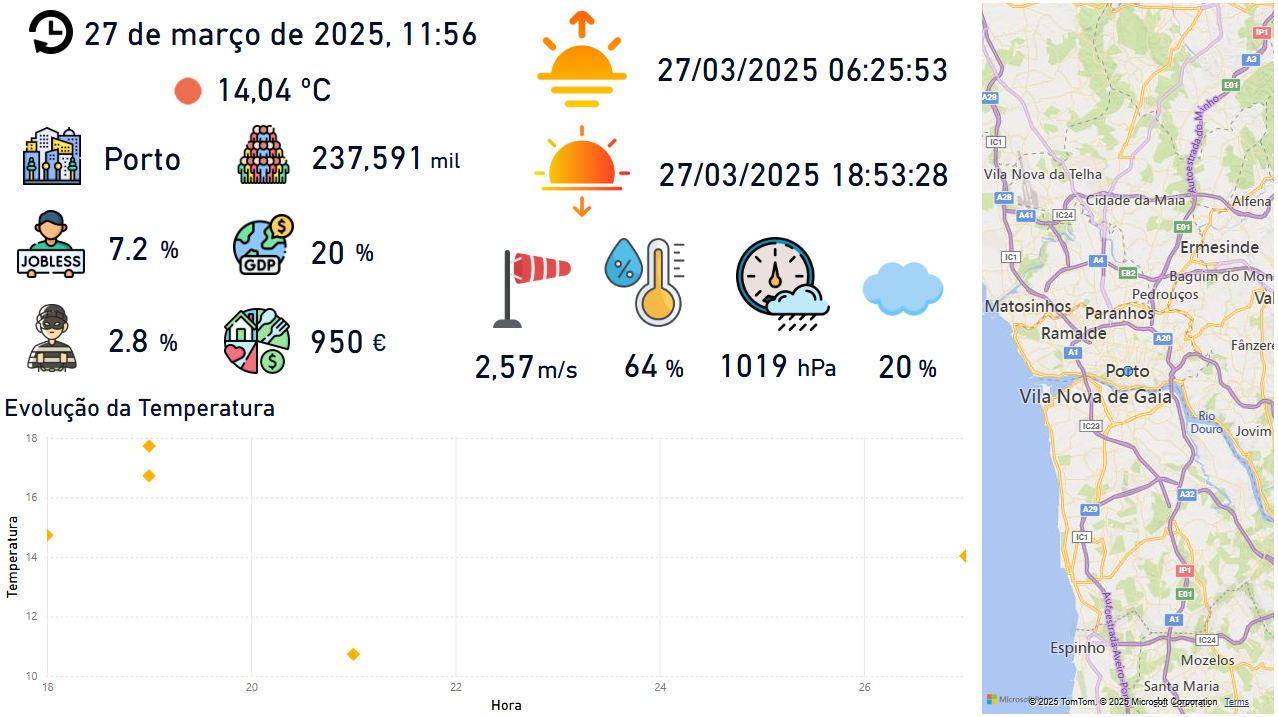 27 de março de 2025, 11:56
14,04 ºC
Porto
237,591 mil
JOBLESS
7.2 %
GDP
20 %
2.8 %
950 €
27/03/2025 06:25:53
27/03/2025 18:53:28
%
2,57 m/s
64 %
1019 hPa
20 %
Evolução da Temperatura
Temperatura
18
16
14
12
10
18
20
22
24
26
Hora
IP1
A3
E01
A28
Autoestrada do Minho
IC1
Vila Nova da Telha
A28
Cidade da Maia
Alfena
A41
IC24
E01
Ermesinde
IC1
A4
E82
Baguim do Mon
Pedrouços
Matosinhos
Paranhos
Val
Ramalde
A20
Fânzere
A1
Porto
Vila Nova de Gaia
Rio
Douro
IC23
Jovim
A32
A29
IC1
IP1
E01
Autoestrada Aveiro-Por
A1
IC24
Espinho
Mozelos
Santa Maria
Microsoft
© 2025 TomTom, © 2025 Microsoft Corporation Terms